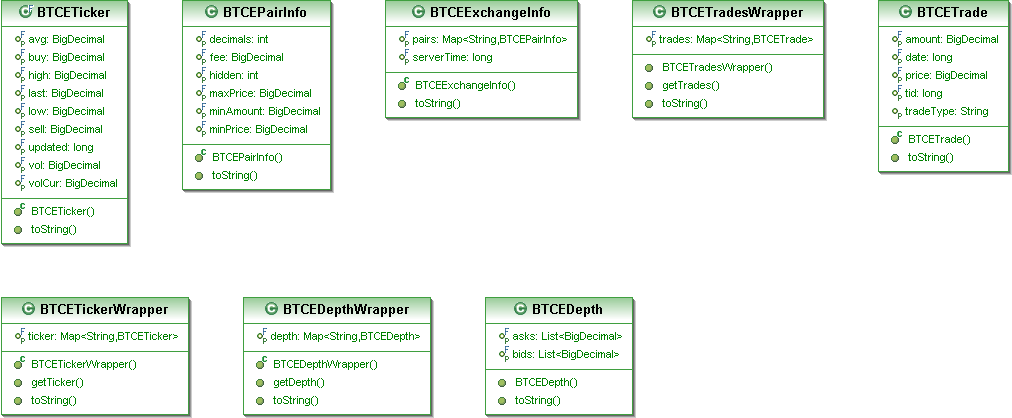 BTCETicker
avg: BigDecimal
buy: BigDecimal
high: BigDecimal
last: BigDecimal
low: BigDecimal
sell: BigDecimal
updated: long
vol: BigDecimal
volCur: BigDecimal
BTCETicker()
toString()
BTCEPairInfo
decimals: int
fee: BigDecimal
hidden: int
maxPrice: BigDecimal
minAmount: BigDecimal
minPrice: BigDecimal
BTCEPairInfo()
toString()
BTCEExchangeInfo
pairs: Map<String,BTCEPairInfo>
serverTime: long
BTCEExchangeInfo()
toString()
BTCETradesWrapper
trades: Map<String,BTCETrade>
BTCETradesWrapper()
getTrades()
toString()
BTCETrade
amount: BigDecimal
date: long
price: BigDecimal
tid: long
tradeType: String
BTCETrade()
toString()
BTCETickerWrapper
ticker: Map<String,BTCETicker>
BTCETickerWrapper()
getTicker()
toString()
BTCEDepthWrapper
depth: Map<String,BTCEDepth>
BTCEDepthWrapper()
getDepth()
toString()
BTCEDepth
asks: List<BigDecimal>
bids: List<BigDecimal>
BTCEDepth()
toString()